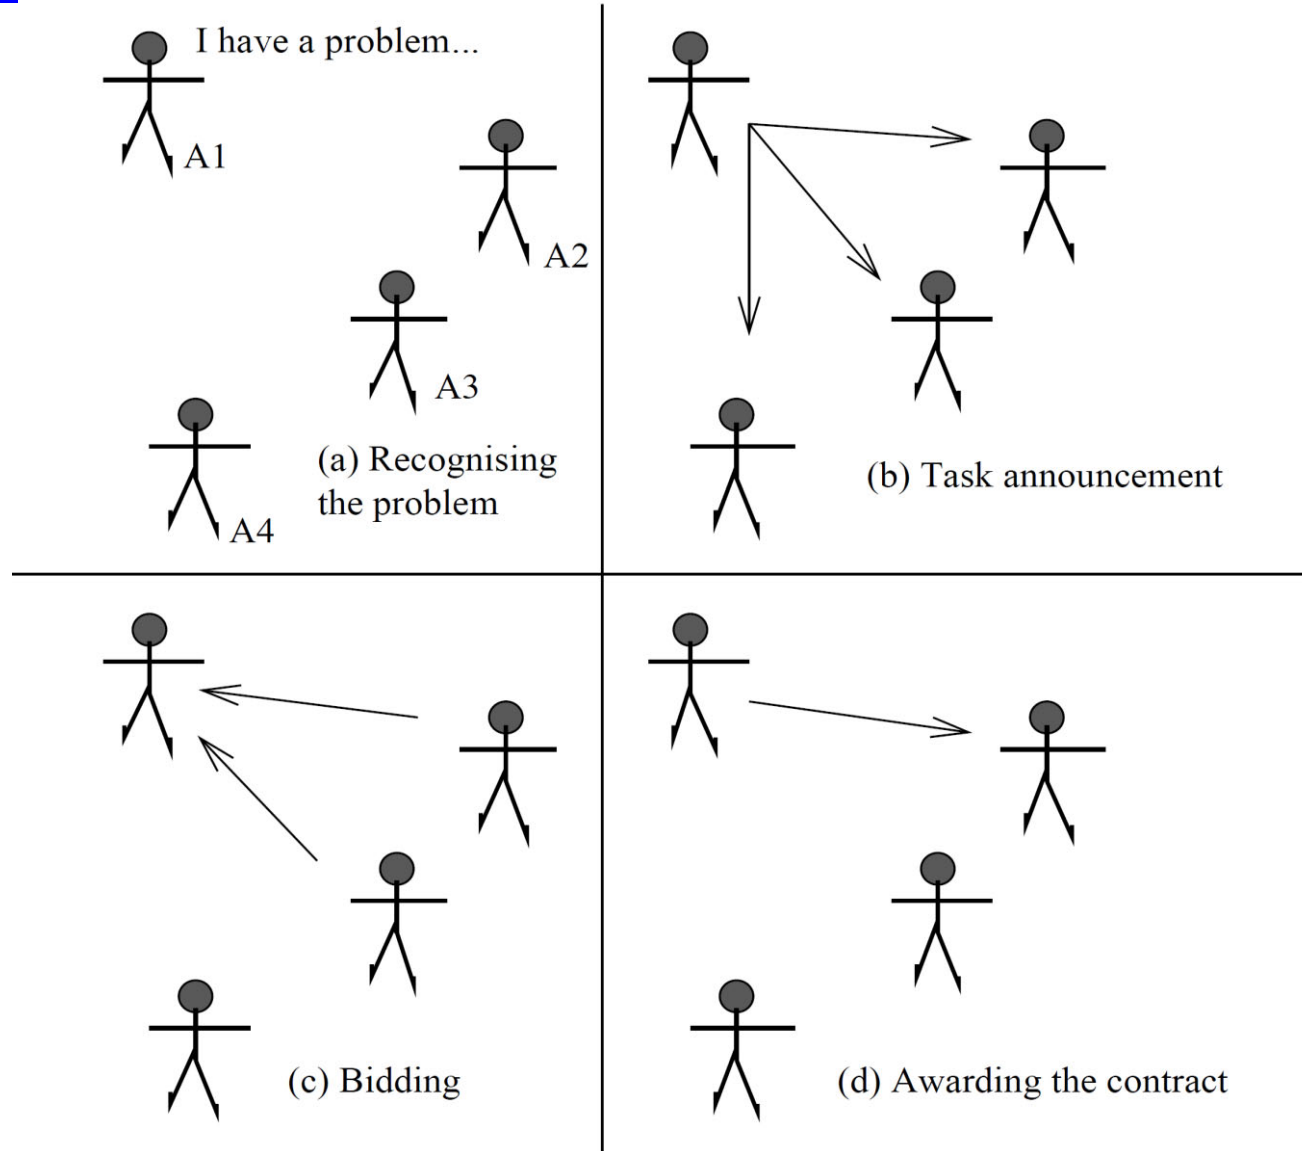 I have a problem...
A1
A2
A3
(a) Recognising
the problem
A4
(b) Task announcement
(c) Bidding
(d) Awarding the contract